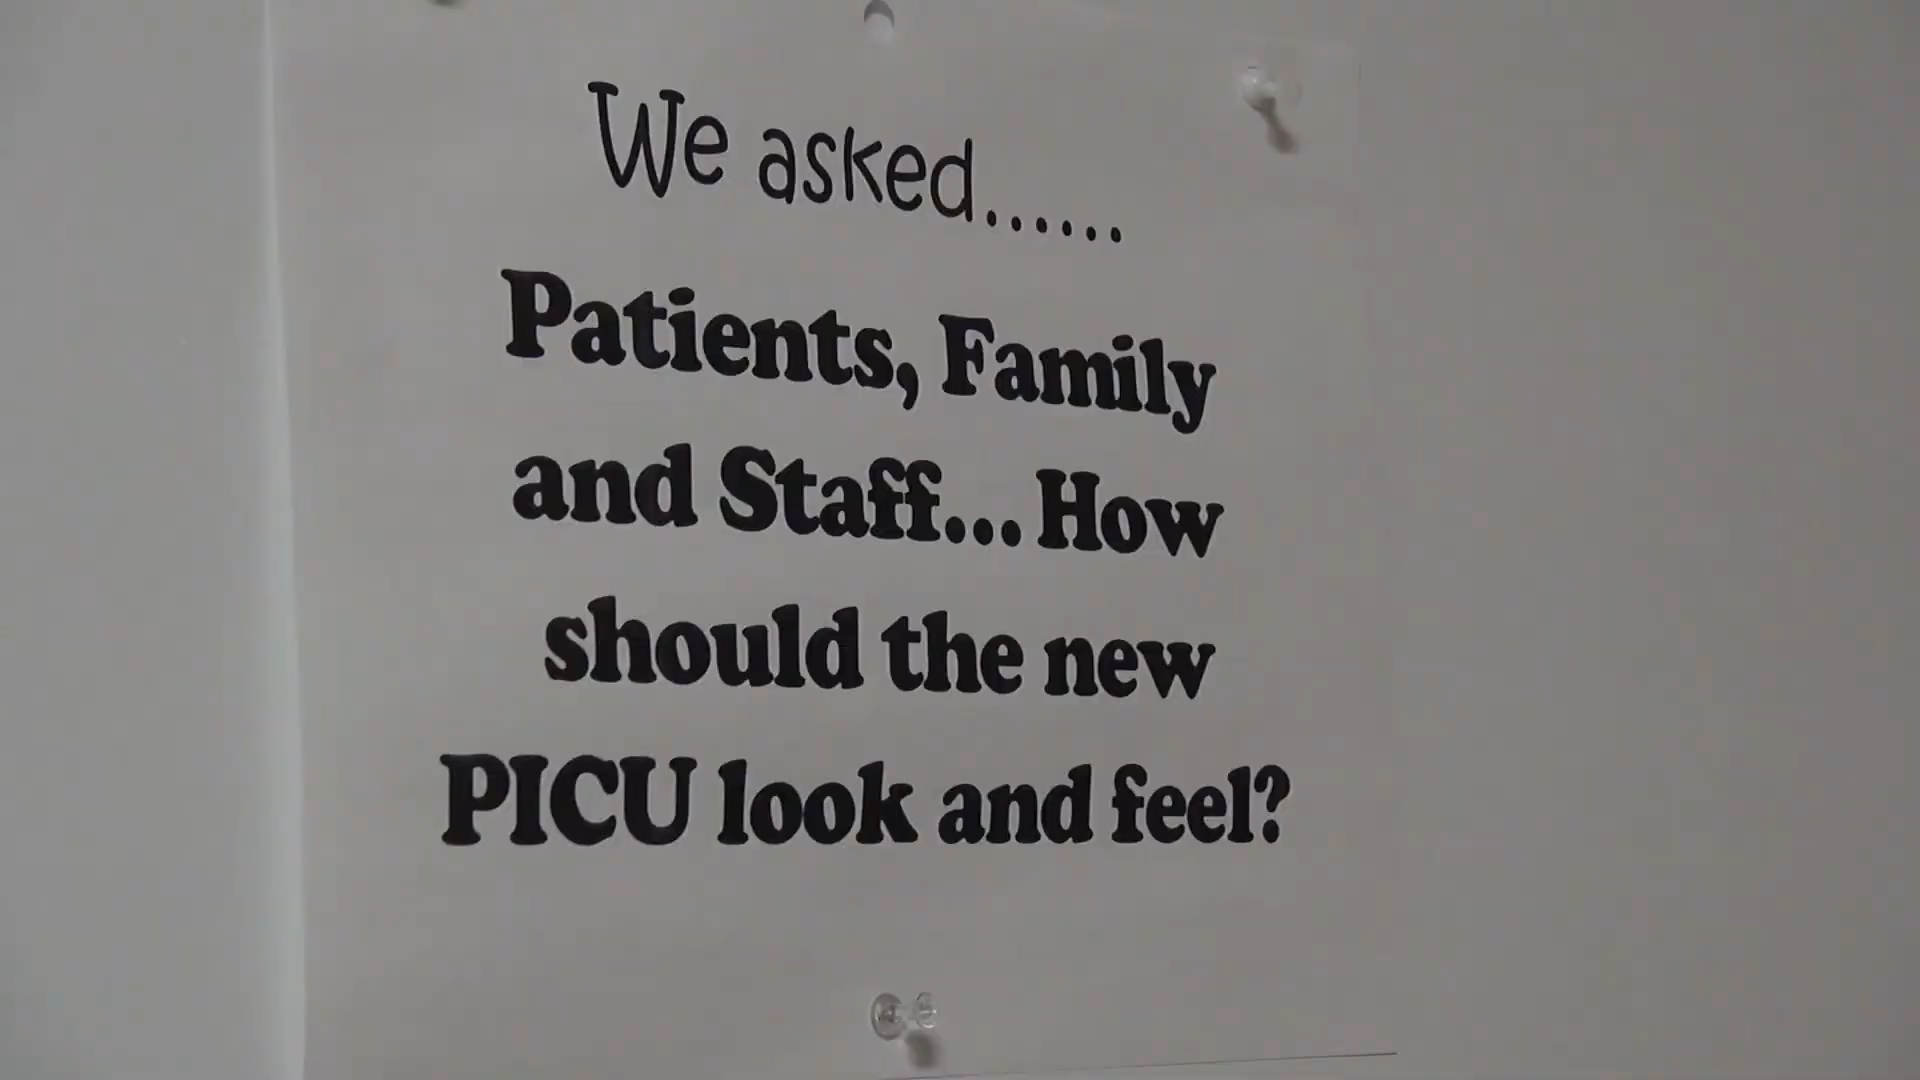 We asked......
Patients, Family
and Staff... How
should the new
PICU look and feel?